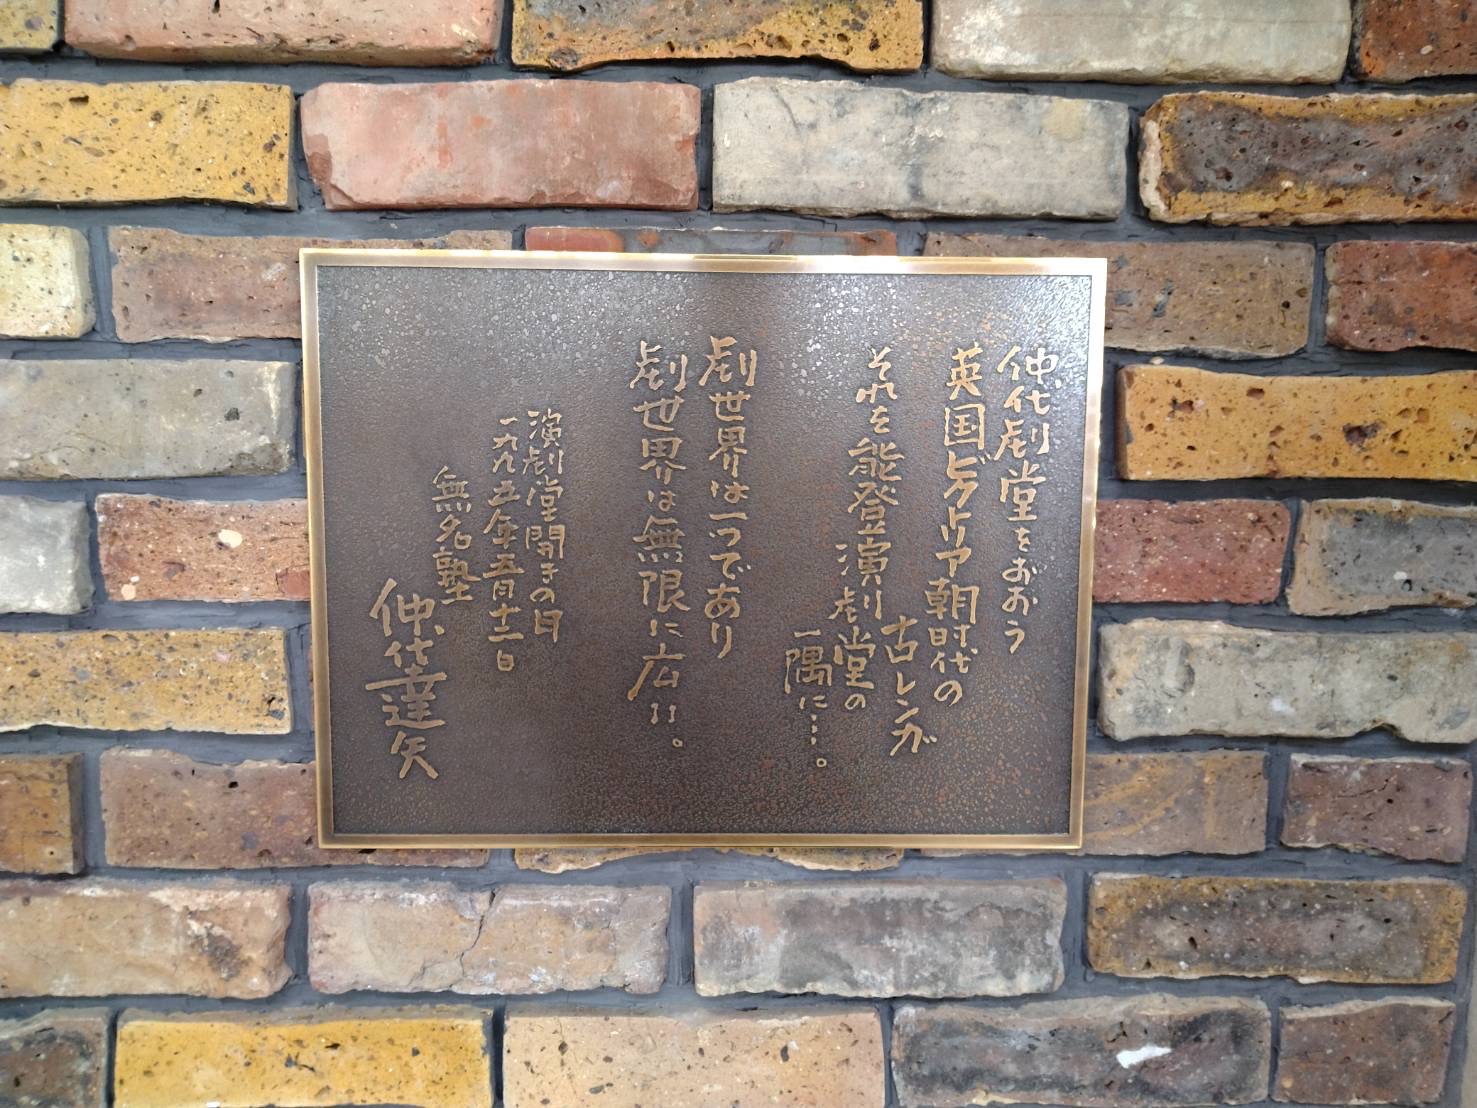 仲代劇堂をおおう
英国ビクトリア朝時代の
古レンガ
それを能登演劇堂の
一隅に……。
劇世界は一つであり
劇世界は無限に広い。
演劇堂開きの日
一九九五年五月十二日
無名塾
仲代達矢